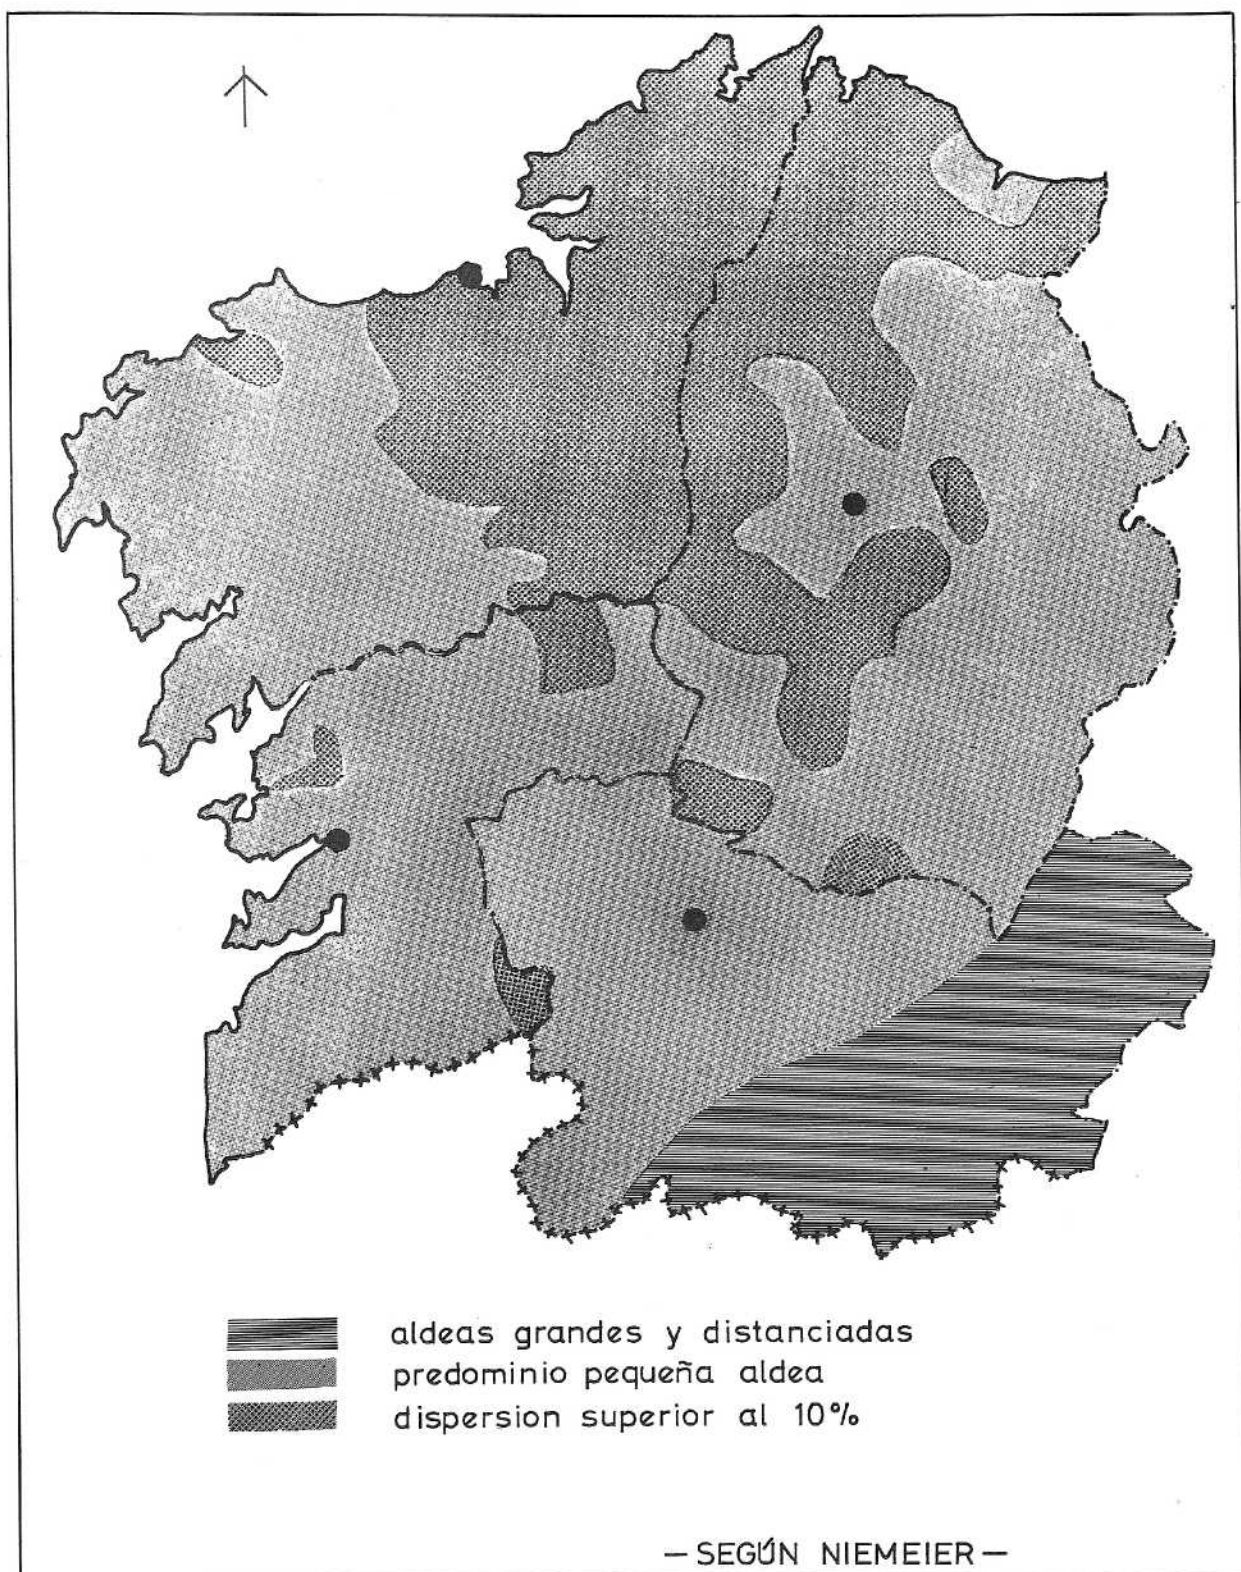 aldeas grandes y distanciadas
predominio pequeña aldea
dispersion superior al 10%
— SEGÚN NIEMEIER —